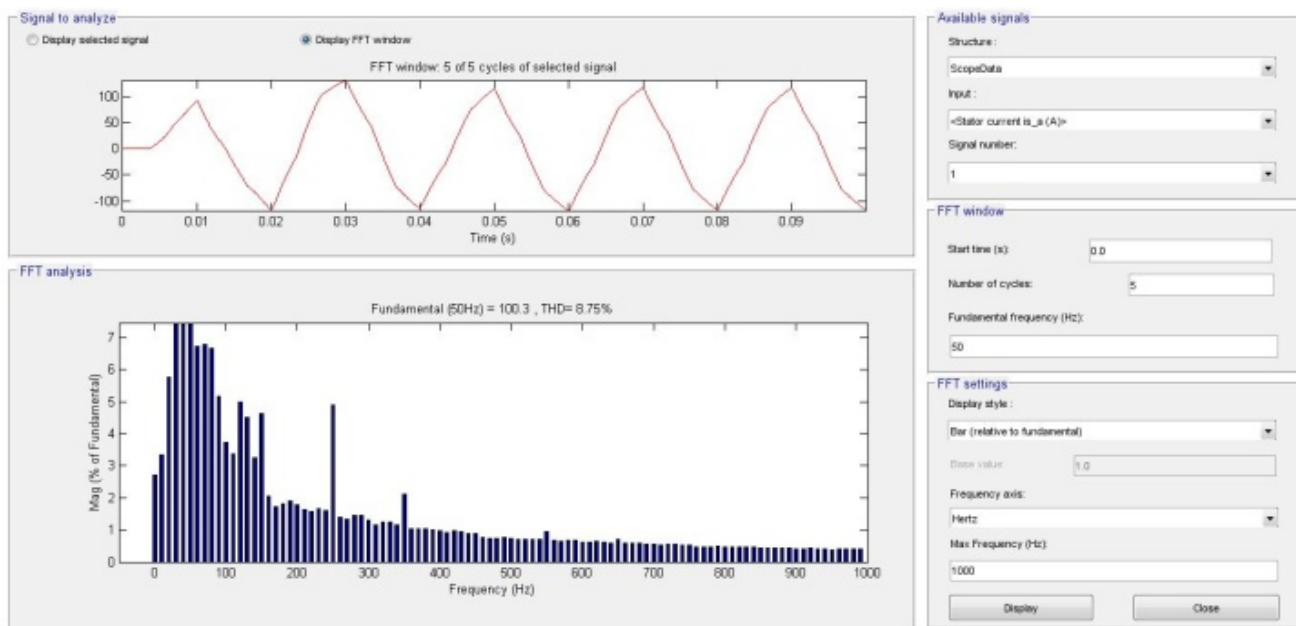 Signal to analyze
Display selected signal
Display FFT window
FFT window: 5 of 5 cycles of selected signal
100
50
0
-50
-100
0 0.01 0.02 0.03 0.04 0.05 0.06 0.07 0.08 0.09
Time (s)
FFT analysis
Fundamental (50Hz) = 100.3 , THD= 8.75%
Mag (% of Fundamental)
7
6
5
4
3
2
1
0
0 100 200 300 400 500 600 700 800 900 1000
Frequency (Hz)
Available signals
Structure :
ScopeData
Input :
<Stator current is_a (A)>
Signal number:
1
FFT window
Start time (s):
0.0
Number of cycles:
5
Fundamental frequency (Hz):
50
FFT settings
Display style :
Bar (relative to fundamental)
Base value:
1.0
Frequency axis:
Hertz
Max Frequency (Hz):
1000
Display
Close